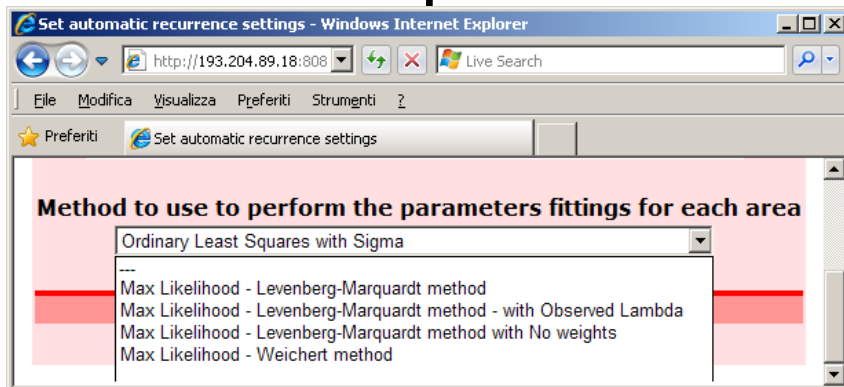 Set automatic recurrence settings - Windows Internet Explorer
http://193.204.89.18:808
Live Search
File Modifica Visualizza Preferiti Strumenti ?
Preferiti
Set automatic recurrence settings
Method to use to perform the parameters fittings for each area
Ordinary Least Squares with Sigma
---
Max Likelihood - Levenberg-Marquardt method
Max Likelihood - Levenberg-Marquardt method - with Observed Lambda
Max Likelihood - Levenberg-Marquardt method with No weights
Max Likelihood - Weichert method